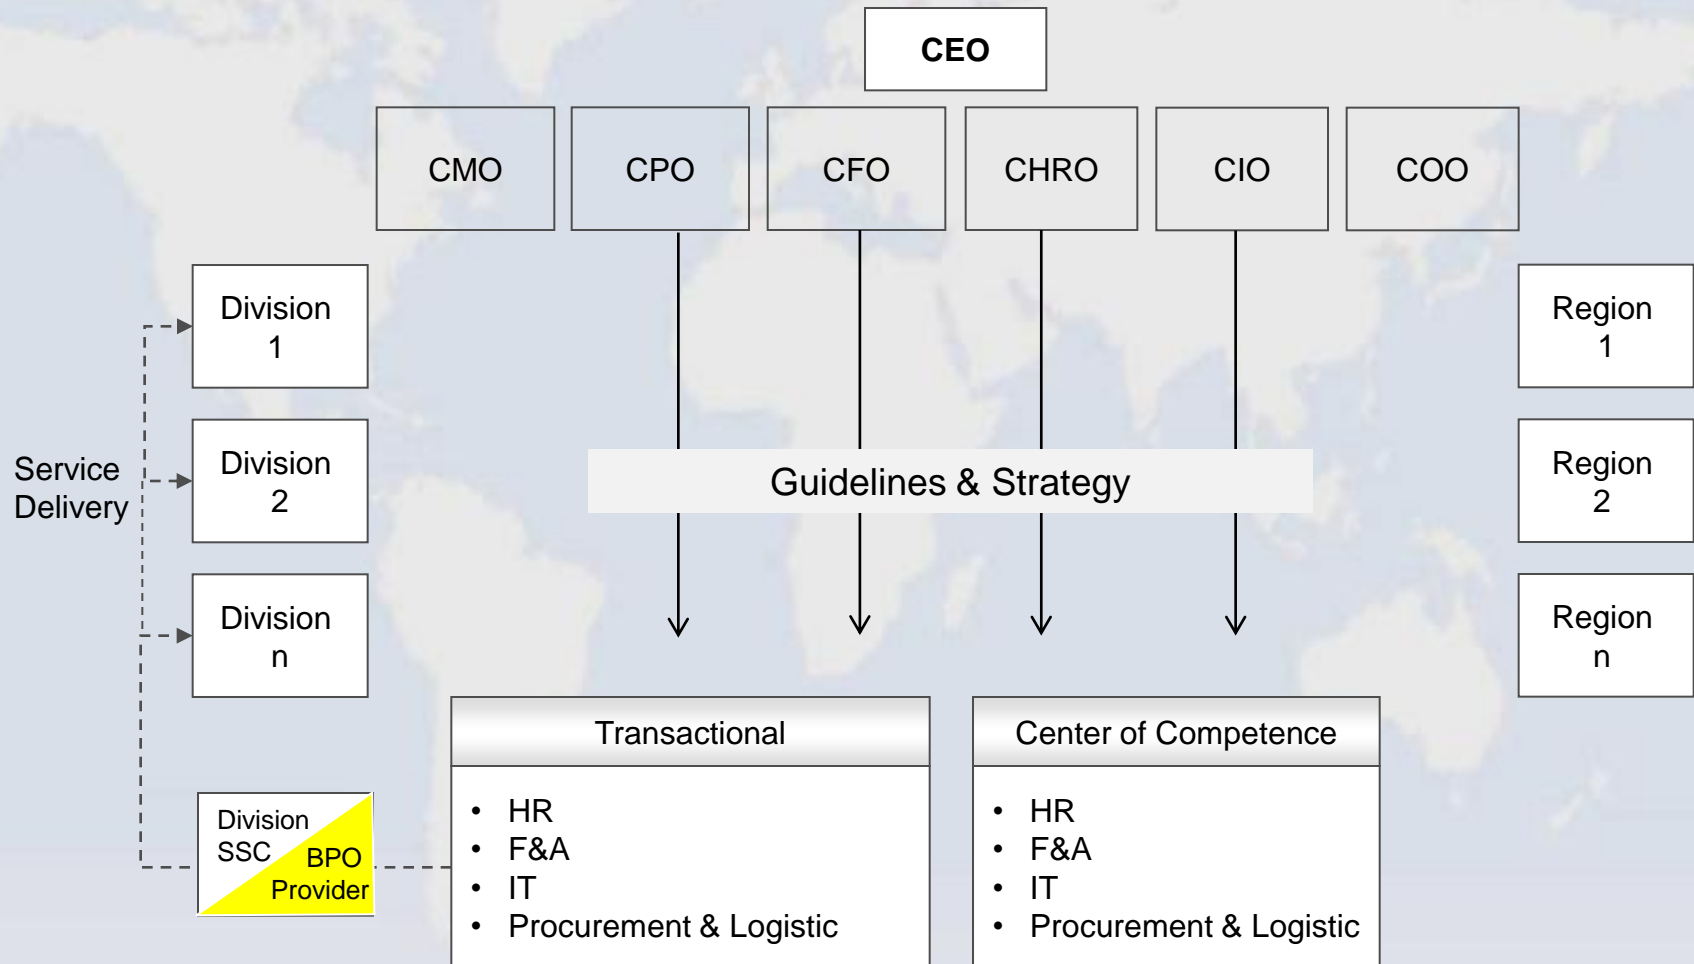 CEO
CMO
CPO
CFO
CHRO
CIO
COO
Division
1
Region
1
Service
Delivery
Division
2
Guidelines & Strategy
Region
2
Division
n
Region
n
Transactional
Center of Competence
Division
SSC
BPO
Provider
• HR
• F&A
• IT
• Procurement & Logistic
• HR
• F&A
• IT
• Procurement & Logistic